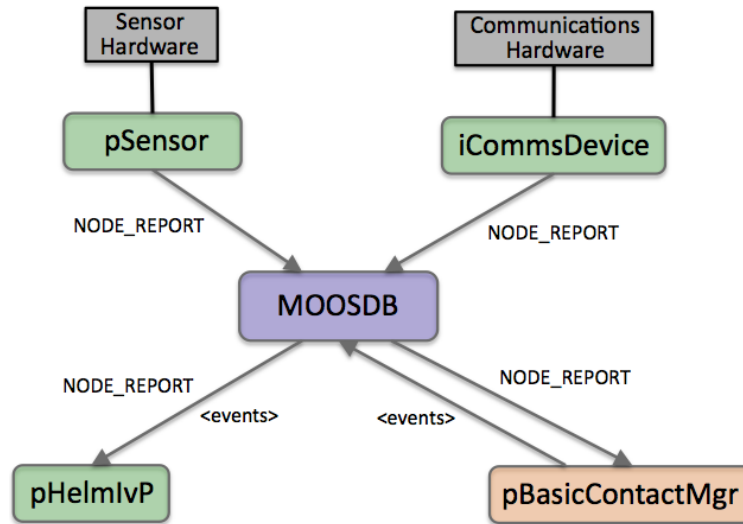 Sensor
Hardware
Communications
Hardware
pSensor
iCommsDevice
NODE_REPORT
NODE_REPORT
MOOSDB
NODE_REPORT
NODE_REPORT
<events>
<events>
pHelmIvP
pBasicContactMgr